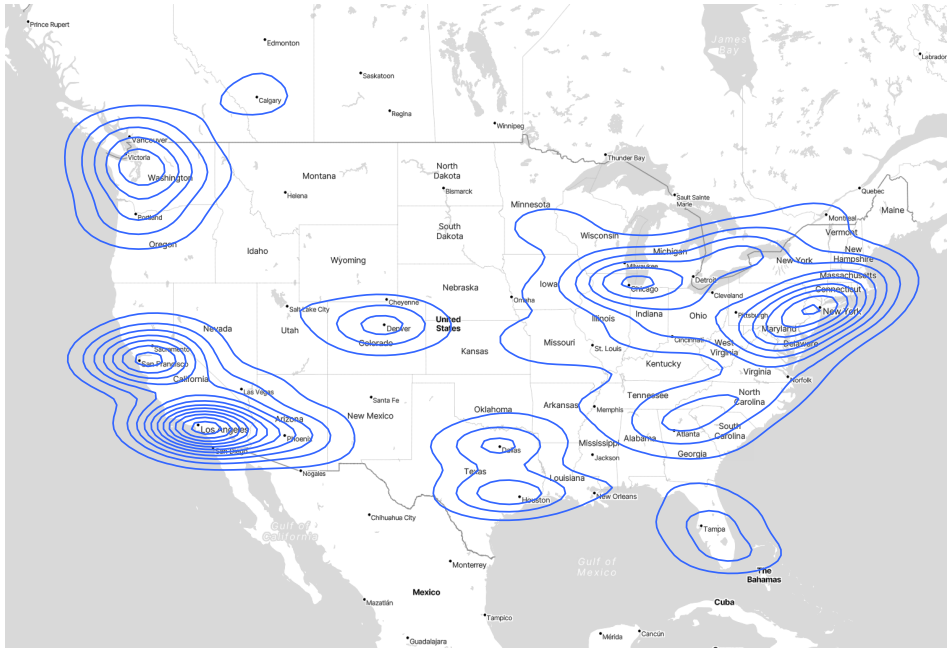 Prince Rupert
Edmonton
James
Bay
Labrador
Saskatoon
Calgary
Regina
Winnipeg
Vancouver
Victoria
Washington
Portland
Oregon
Montana
Helena
Idaho
Wyoming
North
Dakota
Bismarck
South
Dakota
Minnesota
Thunder Bay
Sault Sainte
Marie
Quebec
Montreal
Maine
Vermont
New
Hampshire
Massachusetts
Connecticut
New York
New York
Wisconsin
Michigan
Milwaukee
Chicago
Detroit
Cleveland
Iowa
Nebraska
Omaha
Cheyenne
Salt Lake City
Nevada
Utah
Denver
Colorado
United
States
Kansas
Missouri
Illinois
Indiana
Ohio
St. Louis
Cincinnati
Pittsburgh
Maryland
Delaware
West
Virginia
Virginia
Norfolk
Kentucky
Sacramento
San Francisco
California
Las Vegas
Santa Fe
New Mexico
Arizona
Phoenix
Los Angeles
San Diego
Nogales
Oklahoma
Arkansas
Memphis
Tennessee
North
Carolina
South
Carolina
Atlanta
Georgia
Alabama
Mississippi
Jackson
Dallas
Texas
Louisiana
Houston
New Orleans
Tampa
Gulf of
California
Chihuahua City
Gulf of
Mexico
Monterrey
The
Bahamas
Mexico
Mazatlán
Tampico
Cuba
Mérida
Cancún
Guadalajara